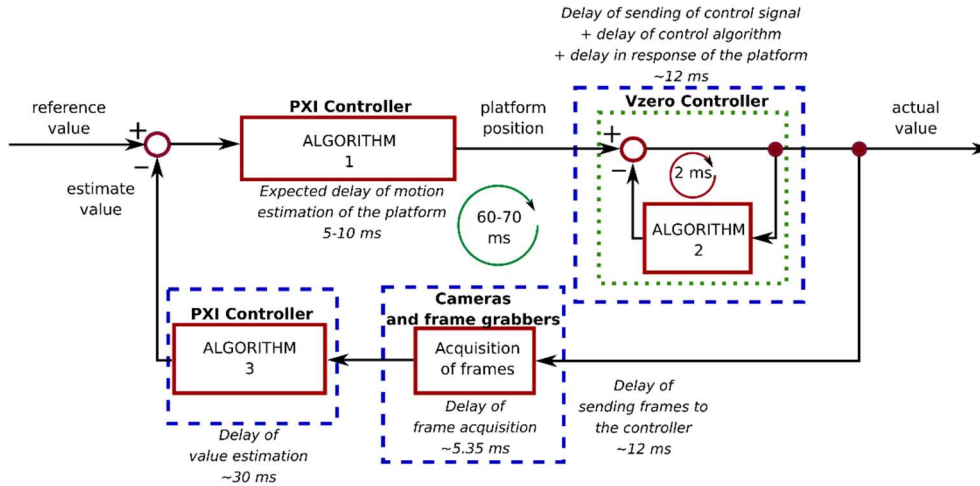 Delay of sending of control signal
+ delay of control algorithm
+ delay in response of the platform
~12 ms
reference
value
PXI Controller
platform
position
Vzero Controller
actual
value
+
−
ALGORITHM
1
+
−
2 ms
estimate
value
Expected delay of motion
estimation of the platform
5-10 ms
60-70
ms
ALGORITHM
2
PXI Controller
ALGORITHM
3
Cameras
and frame grabbers
Acquisition
of frames
Delay of
value estimation
~30 ms
Delay of
frame acquisition
~5.35 ms
Delay of
sending frames to
the controller
~12 ms